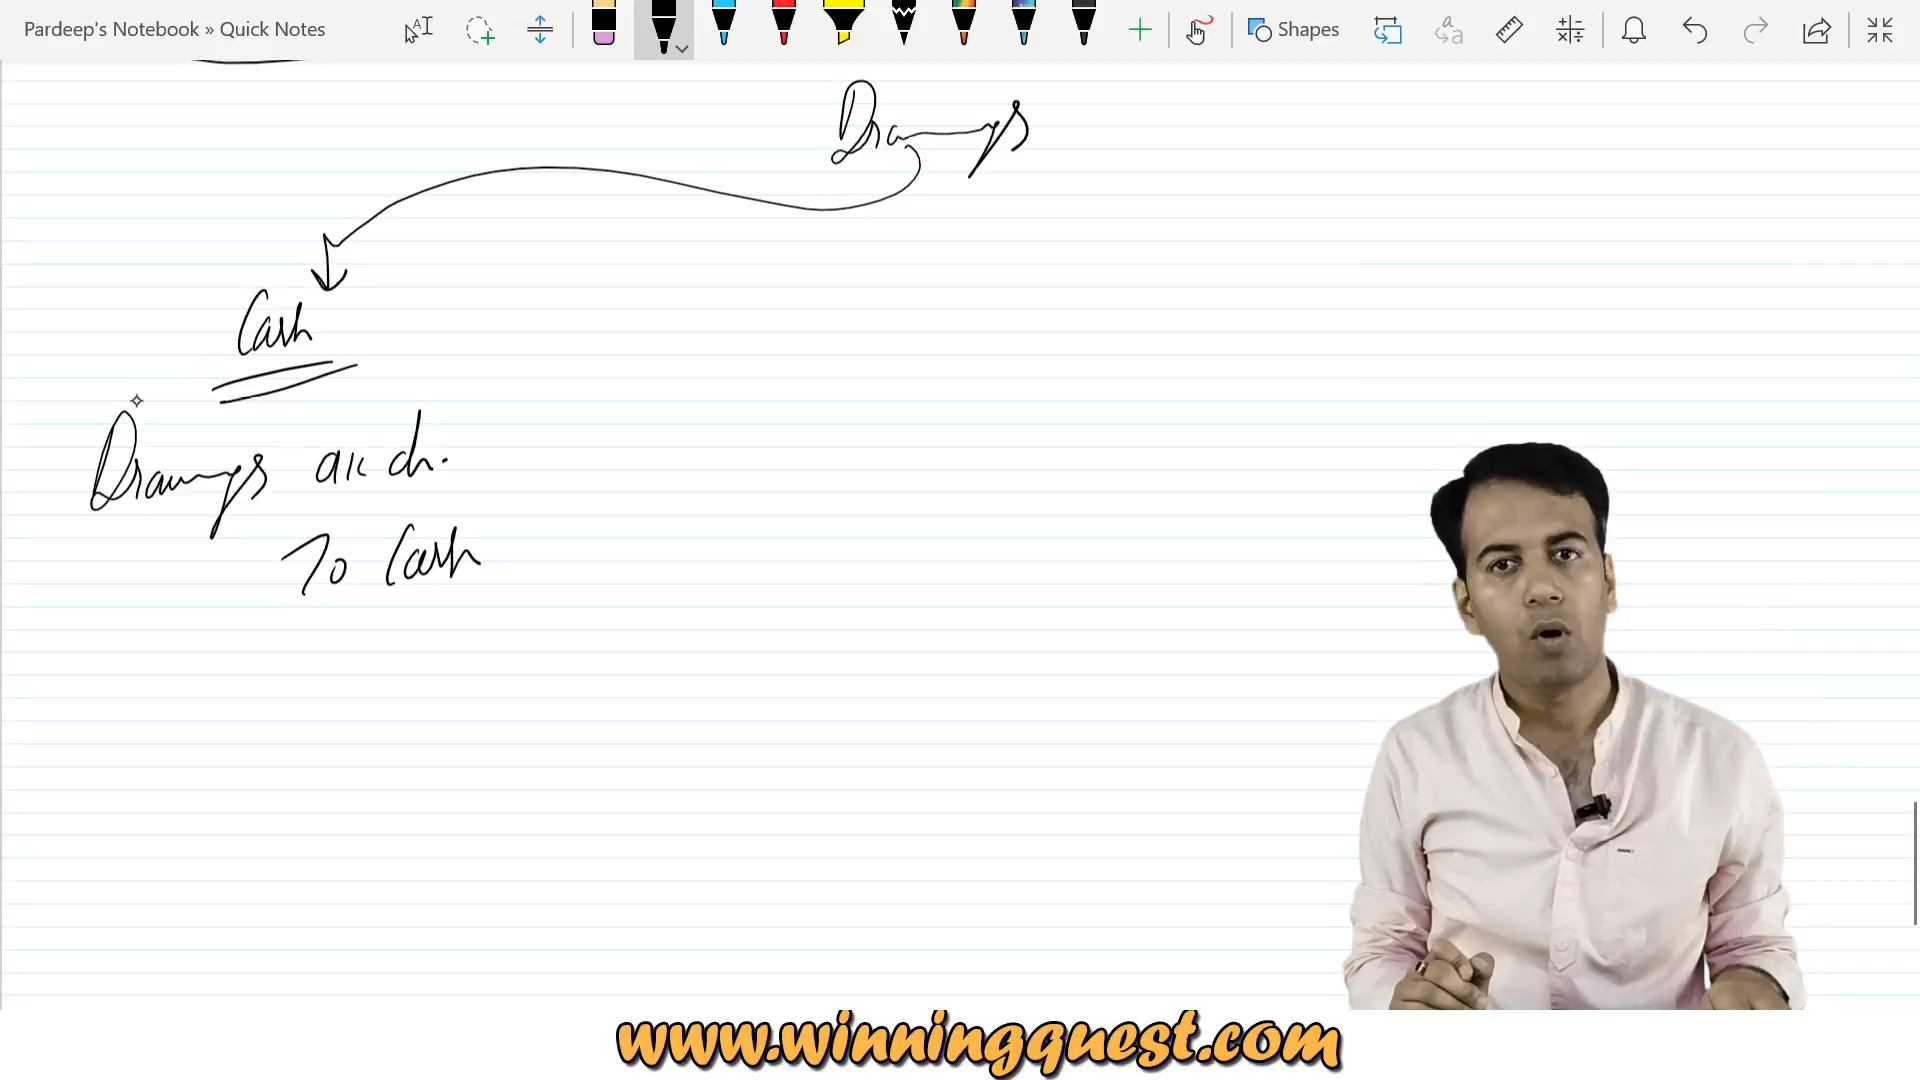 Pardeep's Notebook » Quick Notes
Shapes
Drawings
Cash
Drawings a/c dr.
To Cash
www.winningquest.com